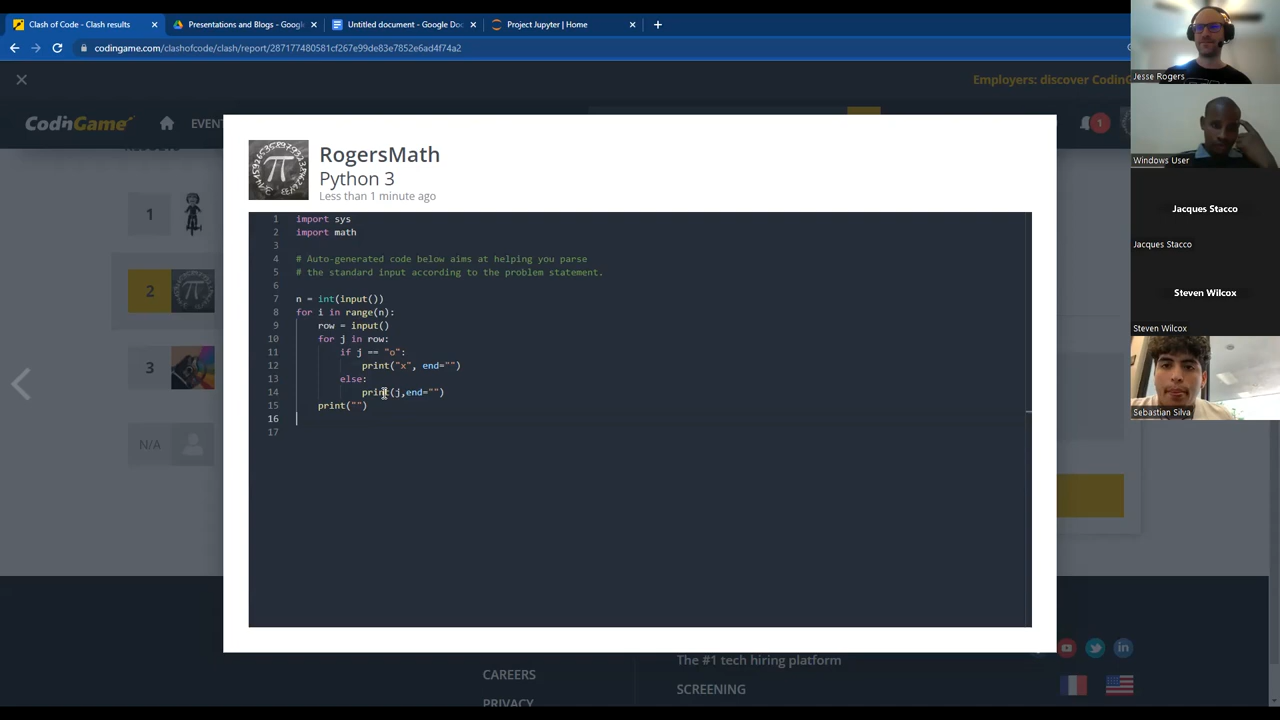 Clash of Code - Clash results
Presentations and Blogs - Google
Untitled document - Google Doc
Project Jupyter | Home
codingame.com/clashofcode/clash/report/287177480581cf267e99de83e7852e6ad4f74a2
Employers: discover CodinG
CodinGame
EVEN
1
RogersMath
Python 3
Less than 1 minute ago
1 import sys
2 import math
3
4 # Auto-generated code below aims at helping you parse
5 # the standard input according to the problem statement.
6
7 n = int(input())
8 for i in range(n):
9 row = input()
10 for j in row:
11 if j == "o":
12 print("x", end="")
13 else:
14 print(j,end="")
15 print("")
16
17
1
2
3
N/A
The #1 tech hiring platform
CAREERS
SCREENING
PRIVACY
Jesse Rogers
Windows User
Jacques Stacco
Jacques Stacco
Steven Wilcox
Steven Wilcox
Sebastian Silva